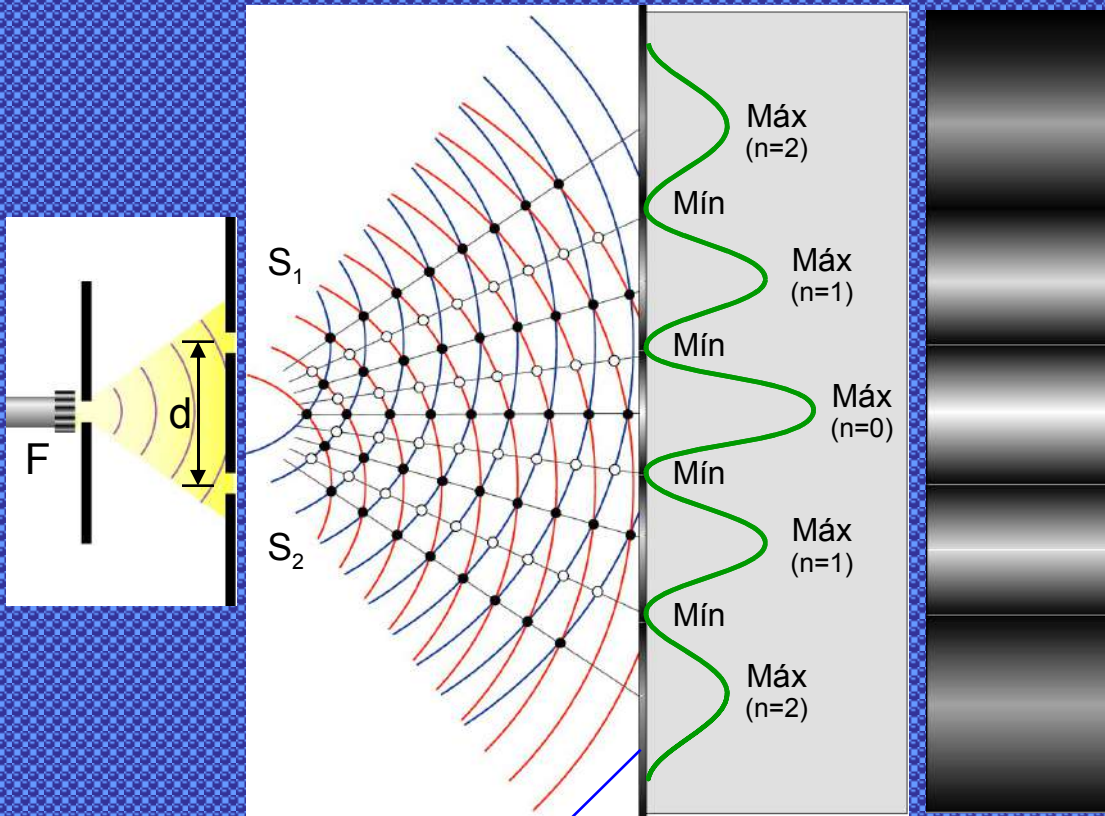 F
d
S₁
S₂
Máx
(n=2)
Mín
Máx
(n=1)
Mín
Máx
(n=0)
Mín
Máx
(n=1)
Mín
Máx
(n=2)